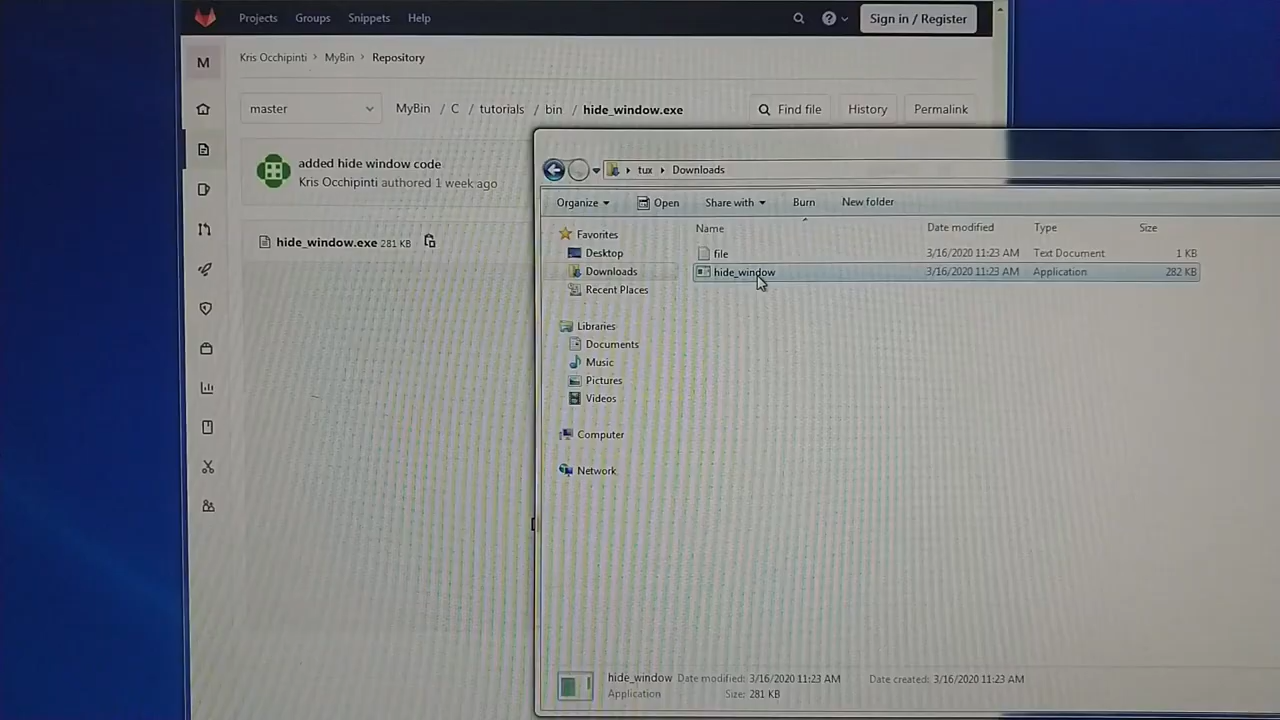 Projects Groups Snippets Help Sign in / Register
M Kris Occhipinti > MyBin > Repository
master MyBin / C / tutorials / bin / hide_window.exe Find file History Permalink
added hide window code
Kris Occhipinti authored 1 week ago
hide_window.exe 281 KB
tux Downloads
Organize Open Share with Burn New folder
Name Date modified Type Size
Favorites
Desktop
Downloads
Recent Places
Libraries
Documents
Music
Pictures
Videos
Computer
Network
file 3/16/2020 11:23 AM Text Document 1 KB
hide_window 3/16/2020 11:23 AM Application 282 KB
hide_window Date modified: 3/16/2020 11:23 AM Date created: 3/16/2020 11:23 AM
Application Size: 281 KB